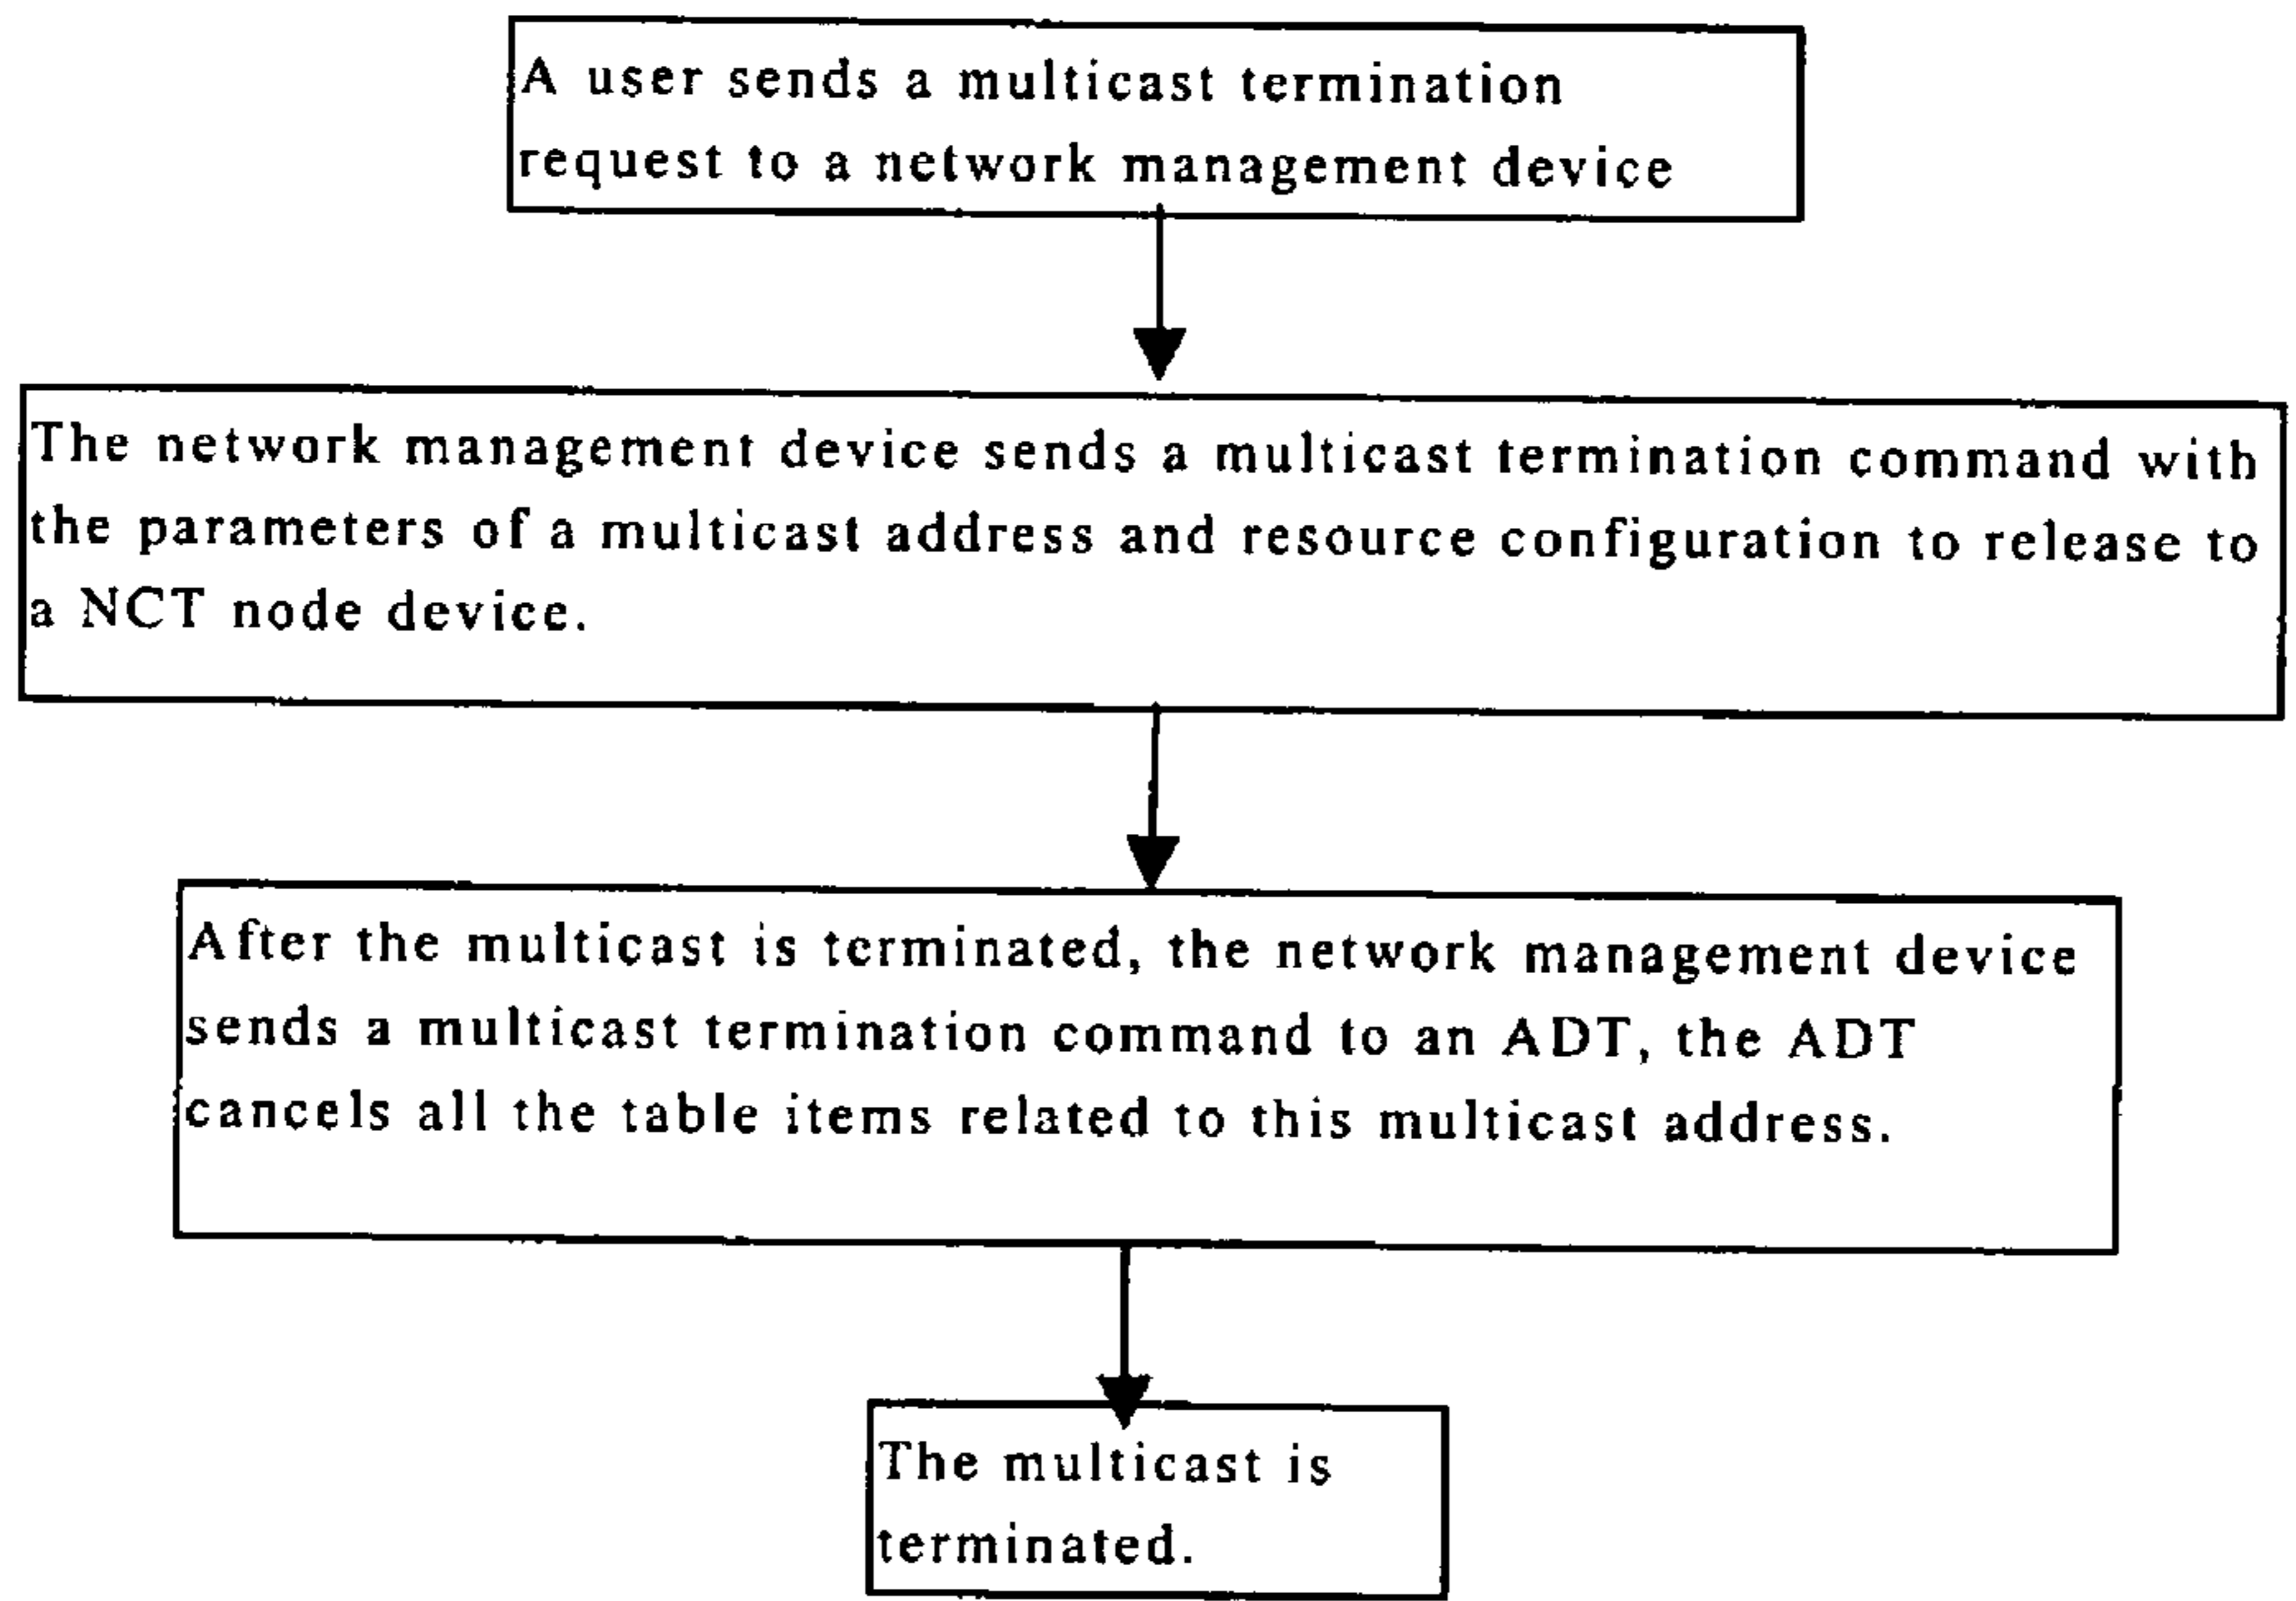 A user sends a multicast termination
request to a network management device
The network management device sends a multicast termination command with
the parameters of a multicast address and resource configuration to release to
a NCT node device.
After the multicast is terminated, the network management device
sends a multicast termination command to an ADT, the ADT
cancels all the table items related to this multicast address.
The multicast is
terminated.